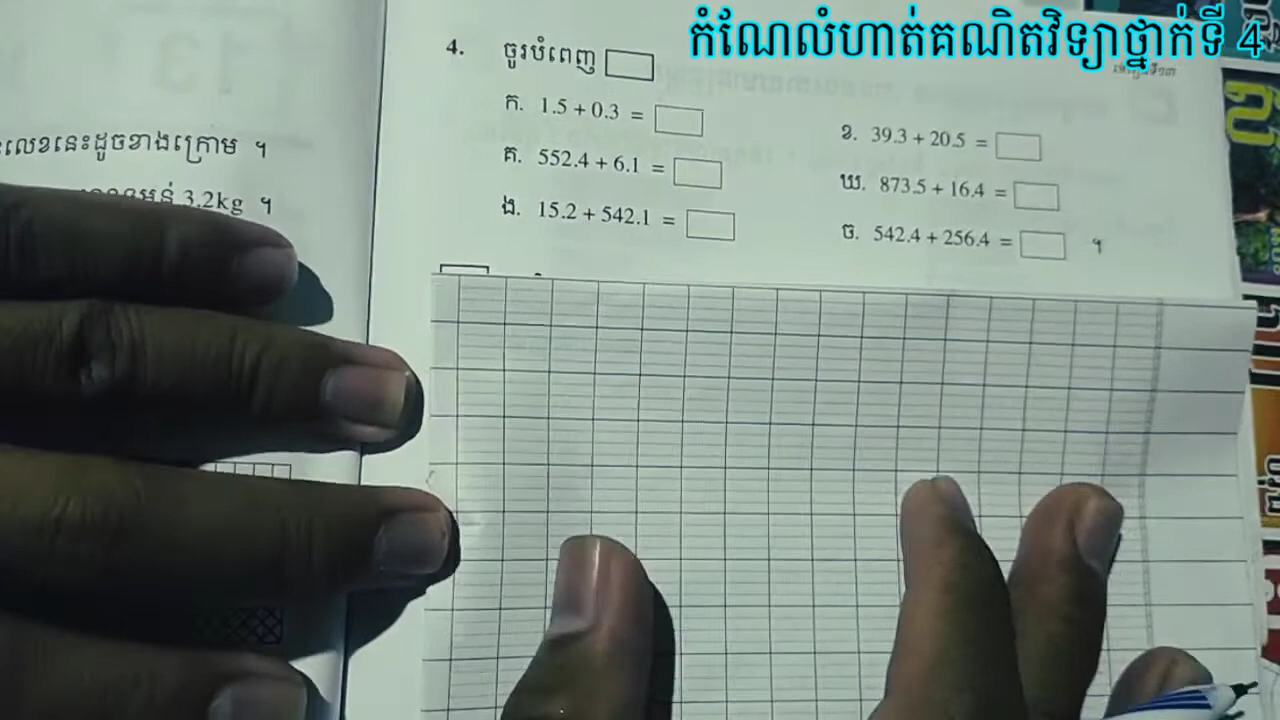 កំណែលំហាត់គណិតវិទ្យាថ្នាក់ទី 4
4. ចូរបំពេញ
ក. 1.5 + 0.3 =
ខ. 39.3 + 20.5 =
គ. 552.4 + 6.1 =
ឃ. 873.5 + 16.4 =
ង. 15.2 + 542.1 =
ច. 542.4 + 256.4 = ។
លេខនេះដូចខាងក្រោម ។
3.2kg ។